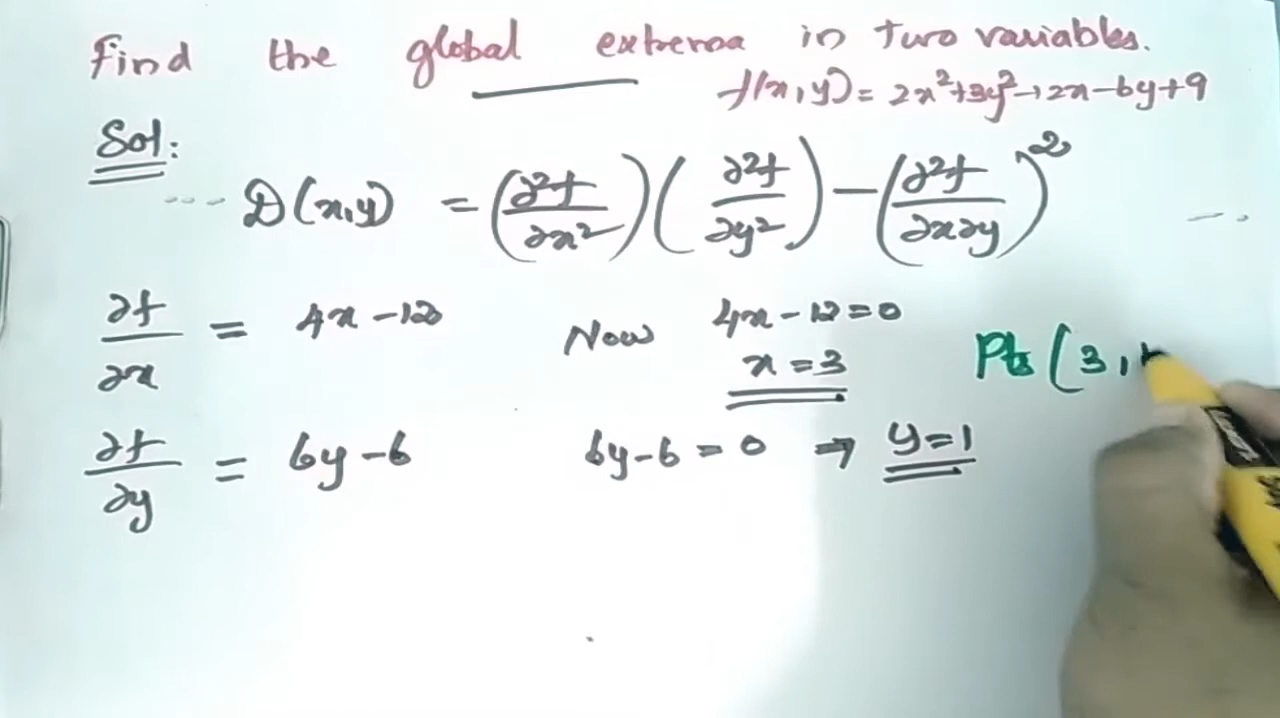 Find the global extrema in two variables.
f(x,y) = 2x²+3y²-12x-6y+9
Sol:
D(x,y) = (∂²f/∂x²)(∂²f/∂y²) - (∂²f/∂x∂y)²
∂f/∂x = 4x - 12 Now 4x - 12 = 0
x = 3 Pts (3,
∂f/∂y = 6y - 6 6y - 6 = 0 ⇒ y = 1